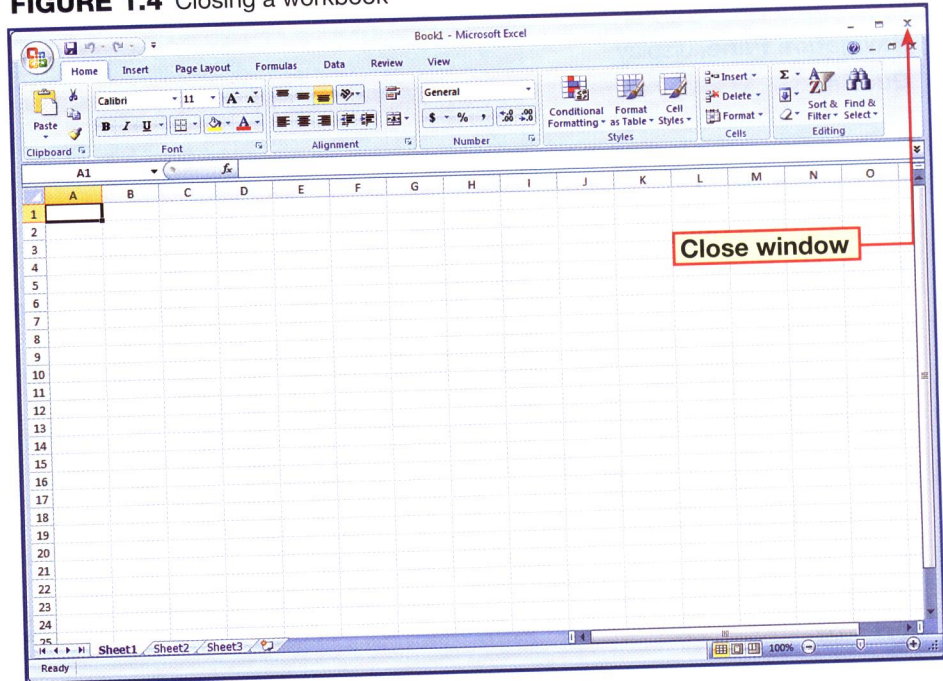 FIGURE 1.4 Closing a workbook
Book1 - Microsoft Excel
Home Insert Page Layout Formulas Data Review View
Calibri 11 A A General Insert Σ
Paste B I U A $ % , .00 Conditional Formatting Format as Table Cell Styles Delete Format Sort & Filter Find & Select
Clipboard Font Alignment Number Styles Cells Editing
A1 fx
A B C D E F G H I J K L M N O
1
2
3
Close window
4
5
6
7
8
9
10
11
12
13
14
15
16
17
18
19
20
21
22
23
24
25
Sheet1 Sheet2 Sheet3
Ready 100%